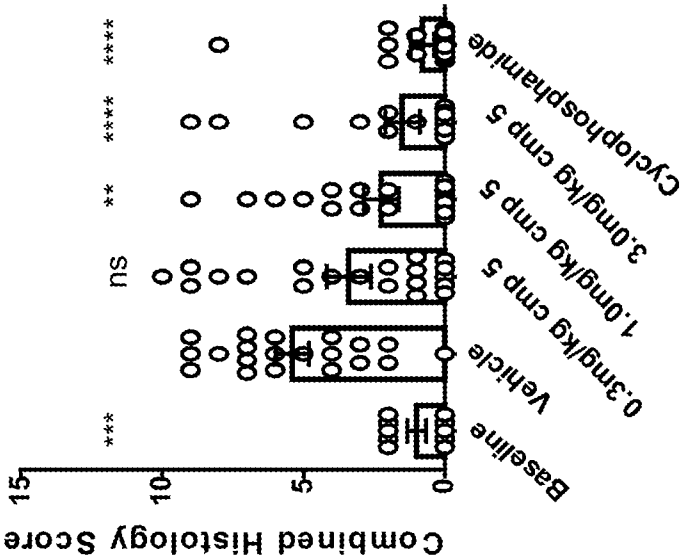 Combined Histology Score
15
10
5
0
***
ns
**
****
****
Baseline
Vehicle
0.3mg/kg cmp 5
1.0mg/kg cmp 5
3.0mg/kg cmp 5
Cyclophosphamide